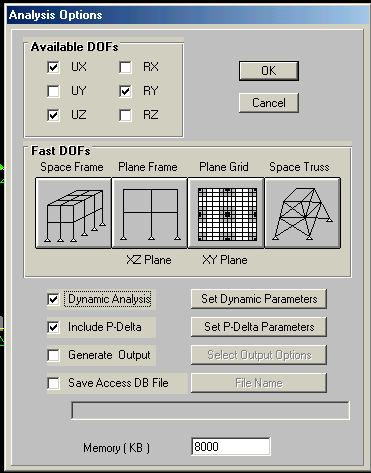 Analysis Options
Available DOFs
UX RX
UY RY
UZ RZ
OK
Cancel
Fast DOFs
Space Frame Plane Frame Plane Grid Space Truss
XZ Plane XY Plane
Dynamic Analysis Set Dynamic Parameters
Include P-Delta Set P-Delta Parameters
Generate Output Select Output Options
Save Access DB File File Name
Memory ( KB ) 8000